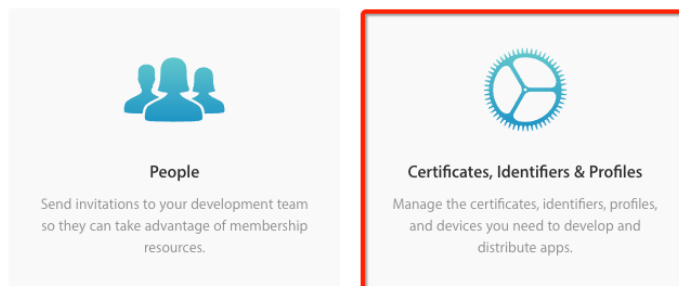 People
Send invitations to your development team
so they can take advantage of membership
resources.
Certificates, Identifiers & Profiles
Manage the certificates, identifiers, profiles,
and devices you need to develop and
distribute apps.